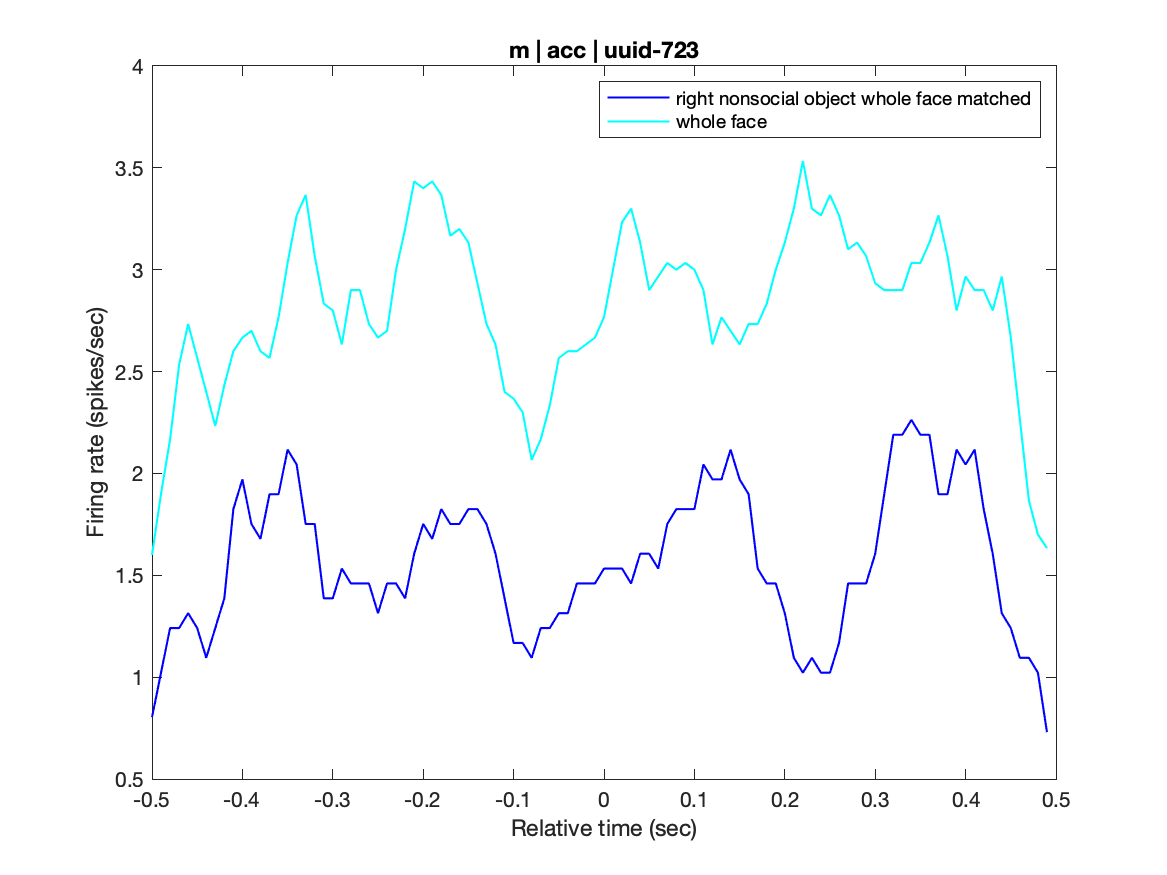 m | acc | uuid-723
4
3.5
3
2.5
2
1.5
1
0.5
Firing rate (spikes/sec)
right nonsocial object whole face matched
whole face
-0.5 -0.4 -0.3 -0.2 -0.1 0 0.1 0.2 0.3 0.4 0.5
Relative time (sec)